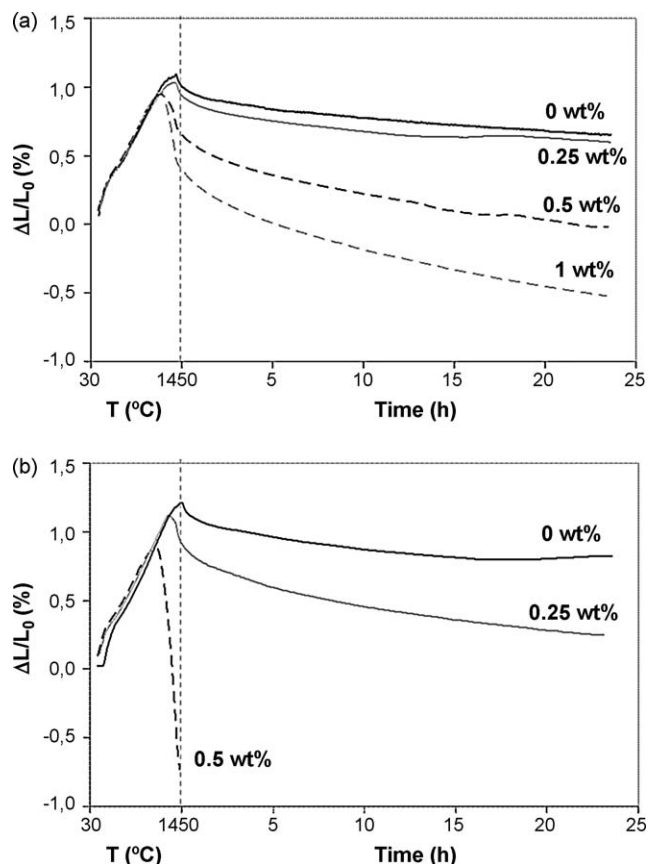 (a)
1,5
1,0
0,5
0,0
-0,5
-1,0
ΔL/L₀ (%)
0 wt%
0.25 wt%
0.5 wt%
1 wt%
30 1450 5 10 15 20 25
T (ºC) Time (h)
(b)
1,5
1,0
0,5
0,0
-0,5
-1,0
ΔL/L₀ (%)
0 wt%
0.25 wt%
0.5 wt%
30 1450 5 10 15 20 25
T (ºC) Time (h)